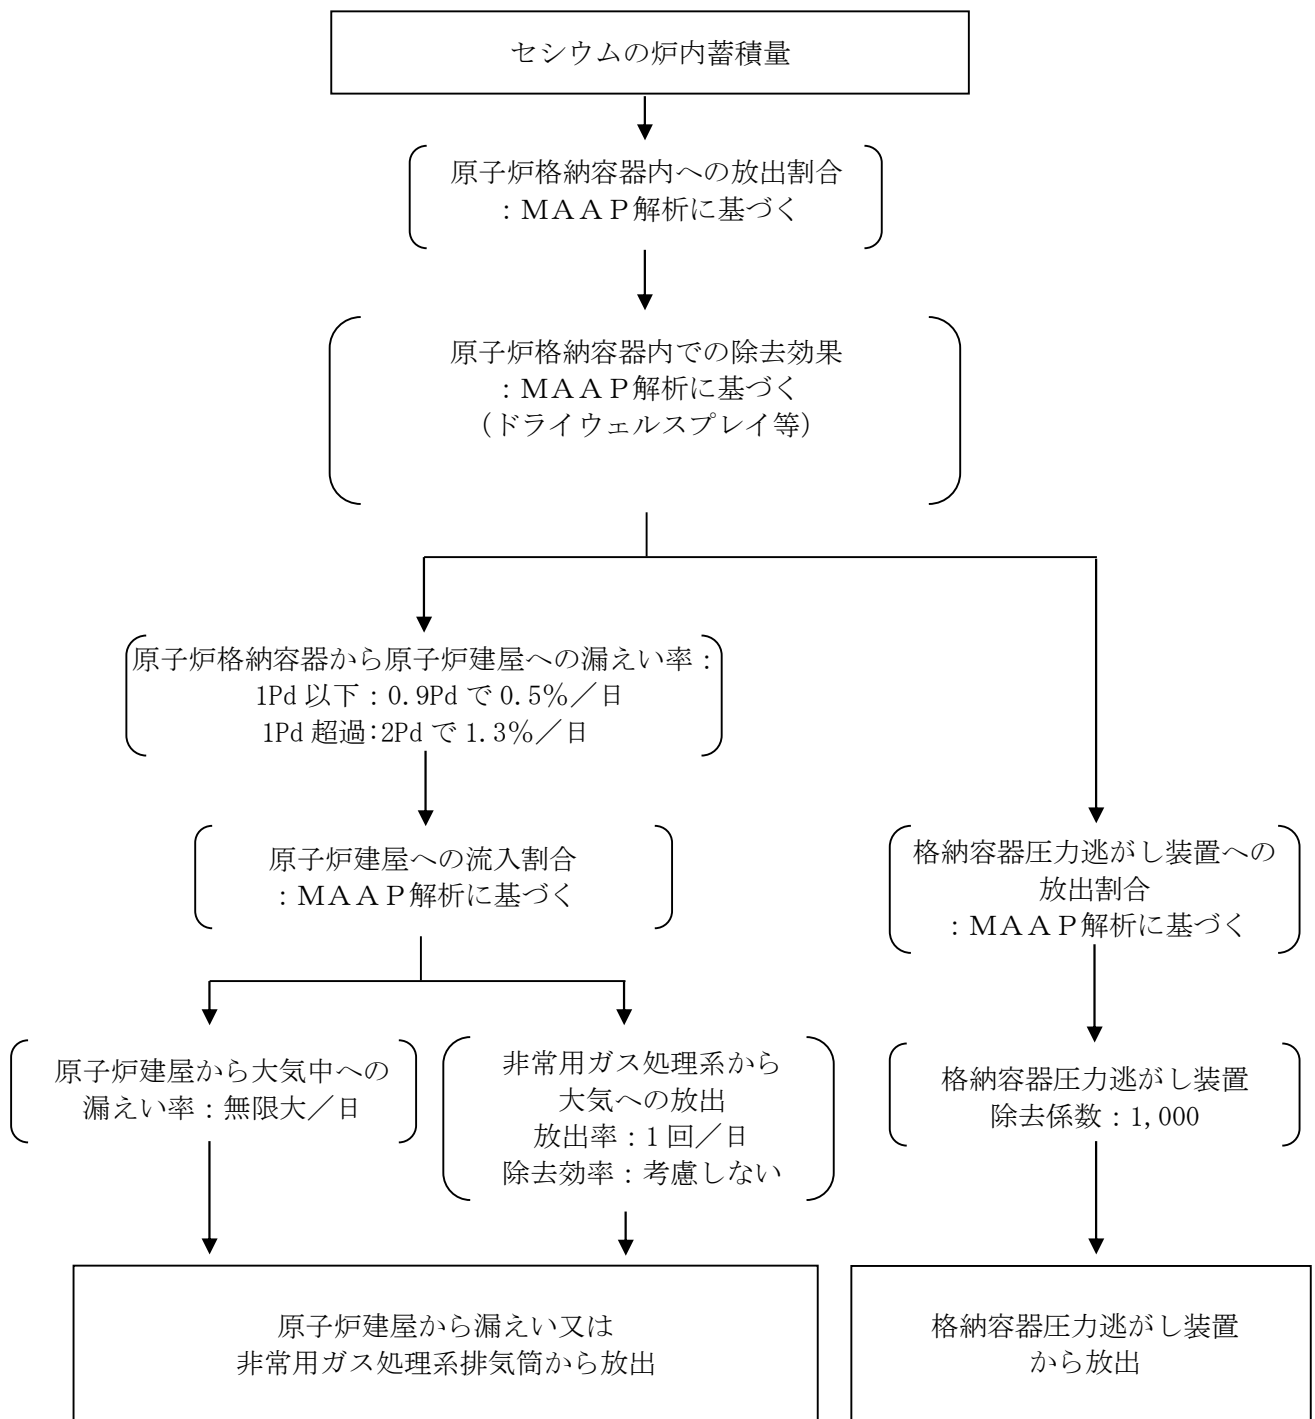 セシウムの炉内蓄積量
原子炉格納容器内への放出割合
：ＭＡＡＰ解析に基づく
原子炉格納容器内での除去効果
：ＭＡＡＰ解析に基づく
（ドライウェルスプレイ等）
原子炉格納容器から原子炉建屋への漏えい率：
1Pd 以下：0.9Pd で 0.5％／日
1Pd 超過：2Pd で 1.3％／日
原子炉建屋への流入割合
：ＭＡＡＰ解析に基づく
格納容器圧力逃がし装置への
放出割合
：ＭＡＡＰ解析に基づく
原子炉建屋から大気中への
漏えい率：無限大／日
非常用ガス処理系から
大気への放出
放出率：1 回／日
除去効率：考慮しない
格納容器圧力逃がし装置
除去係数：1,000
原子炉建屋から漏えい又は
非常用ガス処理系排気筒から放出
格納容器圧力逃がし装置
から放出